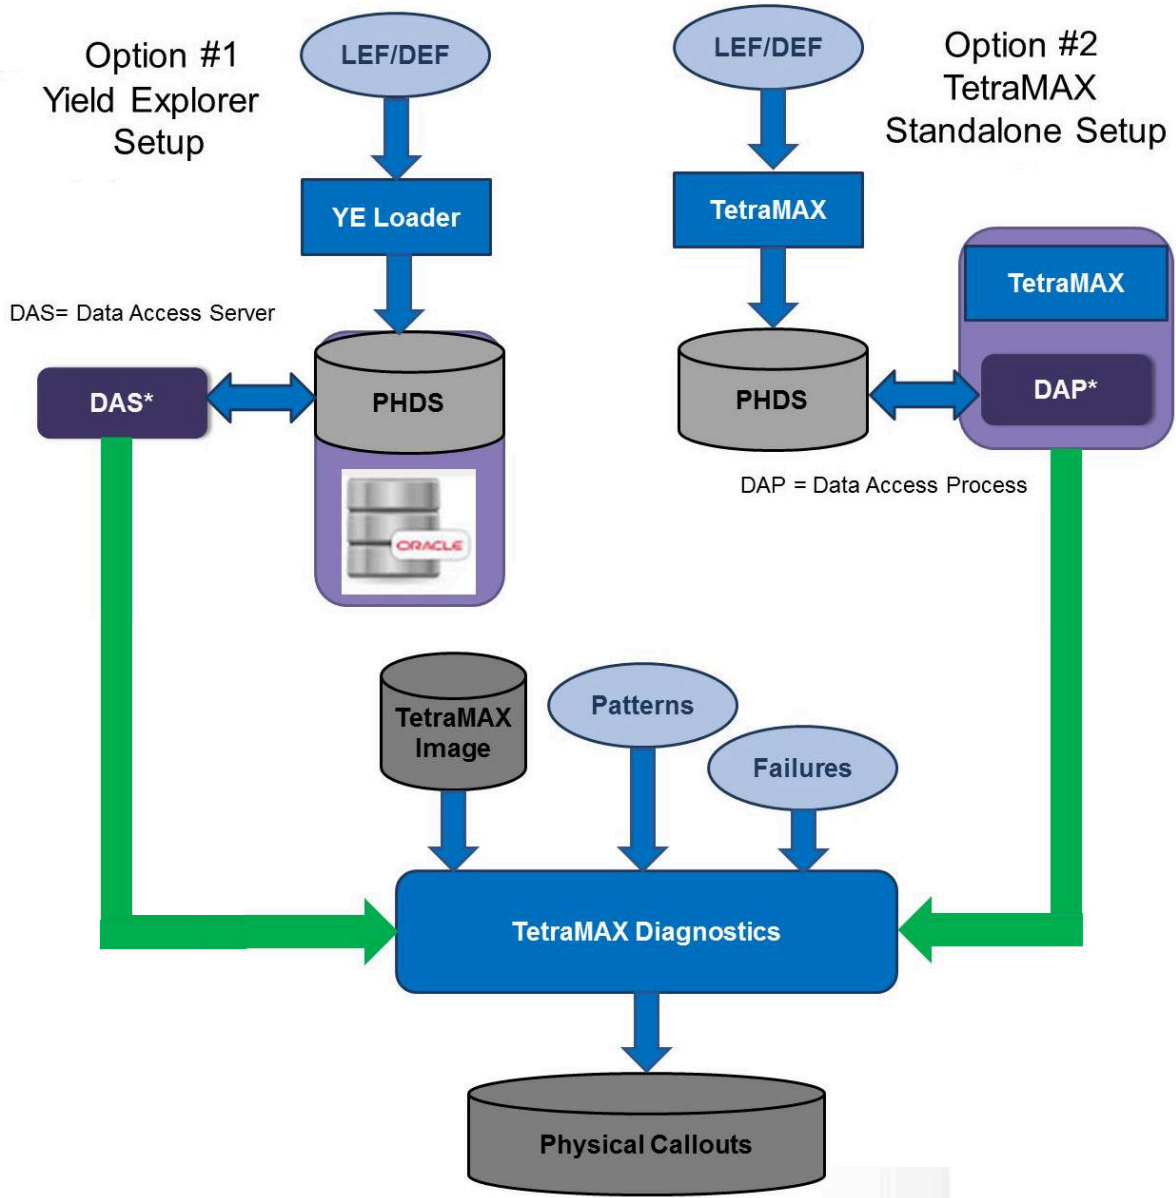 Option #1
Yield Explorer
Setup
LEF/DEF
LEF/DEF
Option #2
TetraMAX
Standalone Setup
YE Loader
TetraMAX
TetraMAX
DAS= Data Access Server
DAS*
PHDS
PHDS
DAP*
DAP = Data Access Process
ORACLE
TetraMAX
Image
Patterns
Failures
TetraMAX Diagnostics
Physical Callouts